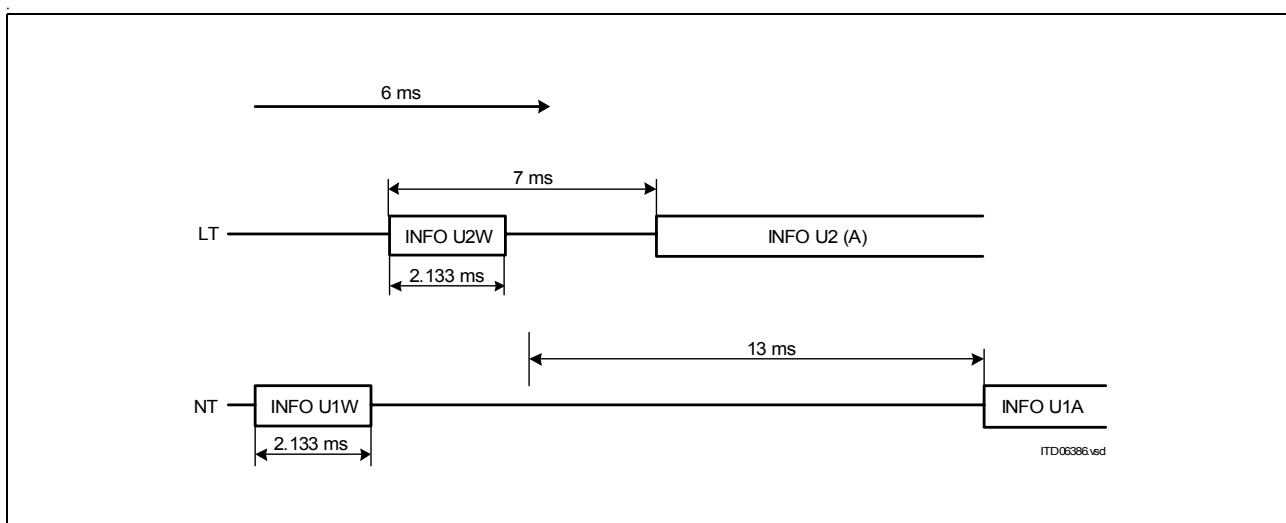 6 ms
7 ms
LT
INFO U2W
INFO U2 (A)
2.133 ms
13 ms
NT
INFO U1W
INFO U1A
2.133 ms
ITD06386.vsd